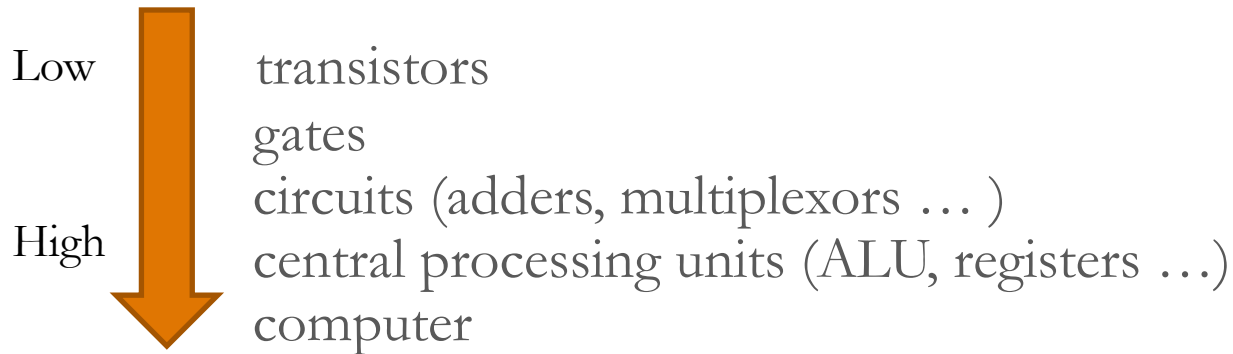 Low
transistors
gates
circuits (adders, multiplexors … )
High
central processing units (ALU, registers …)
computer